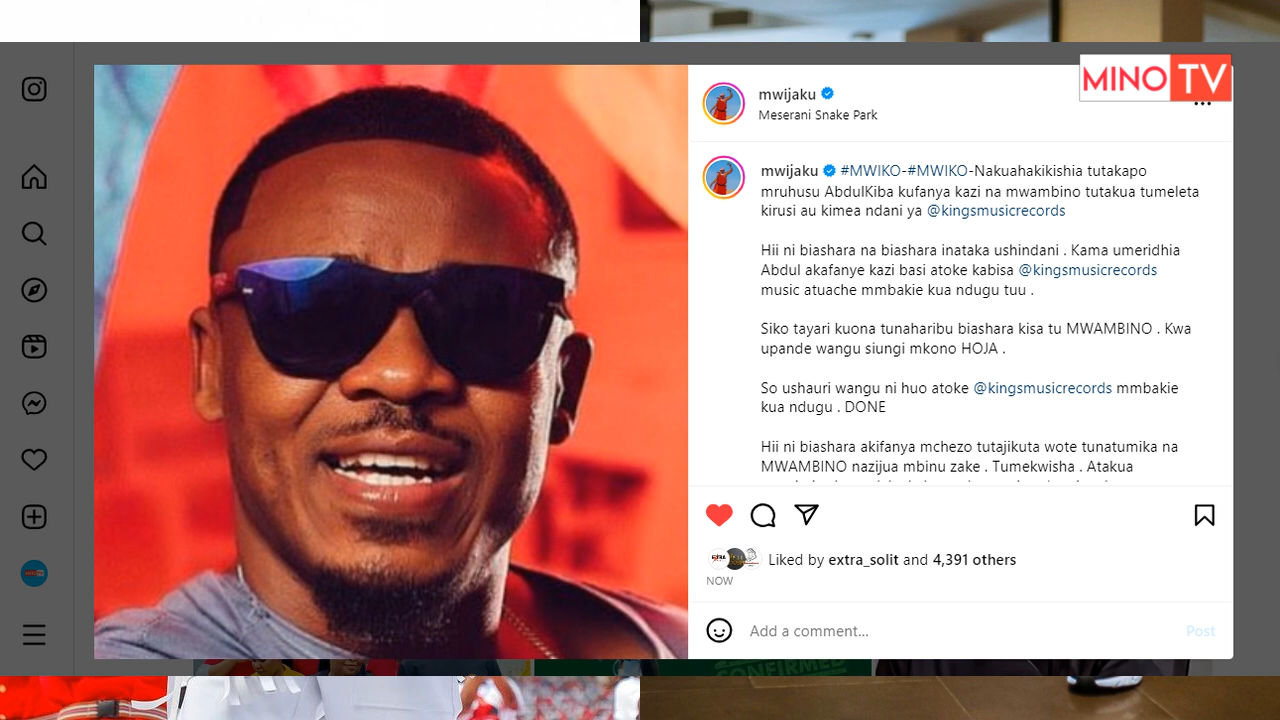 MINO TV
mwijaku
Meserani Snake Park
mwijaku #MWIKO-#MWIKO-Nakuahakikishia tutakapo
mruhusu AbdulKiba kufanya kazi na mwambino tutakua tumeleta
kirusi au kimea ndani ya @kingsmusicrecords
Hii ni biashara na biashara inataka ushindani . Kama umeridhia
Abdul akafanye kazi basi atoke kabisa @kingsmusicrecords
music atuache mmbakie kua ndugu tuu .
Siko tayari kuona tunaharibu biashara kisa tu MWAMBINO . Kwa
upande wangu siungi mkono HOJA .
So ushauri wangu ni huo atoke @kingsmusicrecords mmbakie
kua ndugu . DONE
Hii ni biashara akifanya mchezo tutajikuta wote tunatumika na
MWAMBINO nazijua mbinu zake . Tumekwisha . Atakua
Liked by extra_solit and 4,391 others
NOW
Add a comment...
Post
CONFIRMÉE